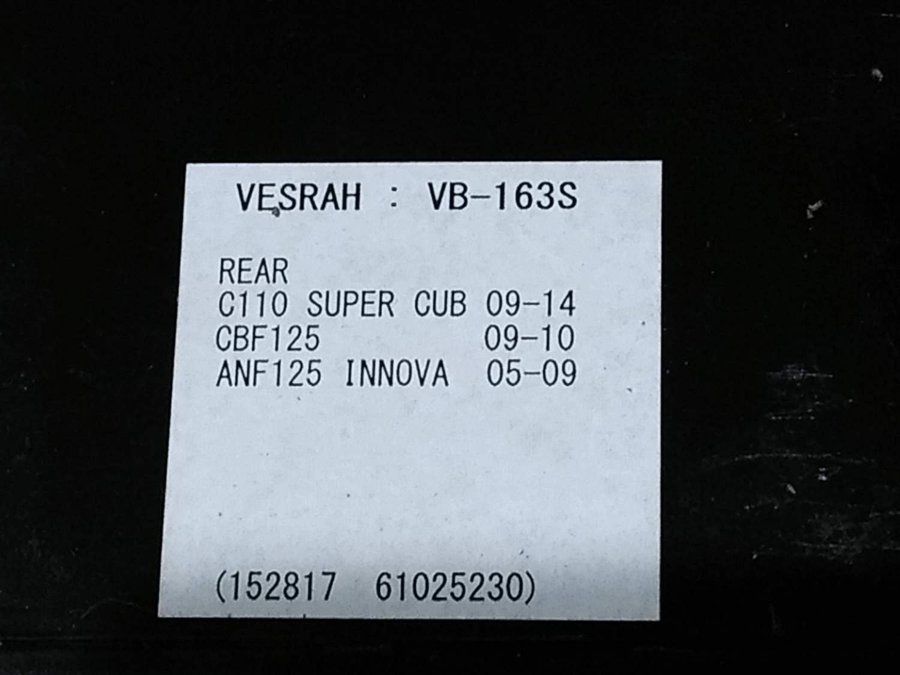 VESRAH : VB-163S
REAR
C110 SUPER CUB 09-14
CBF125 09-10
ANF125 INNOVA 05-09
(152817 61025230)